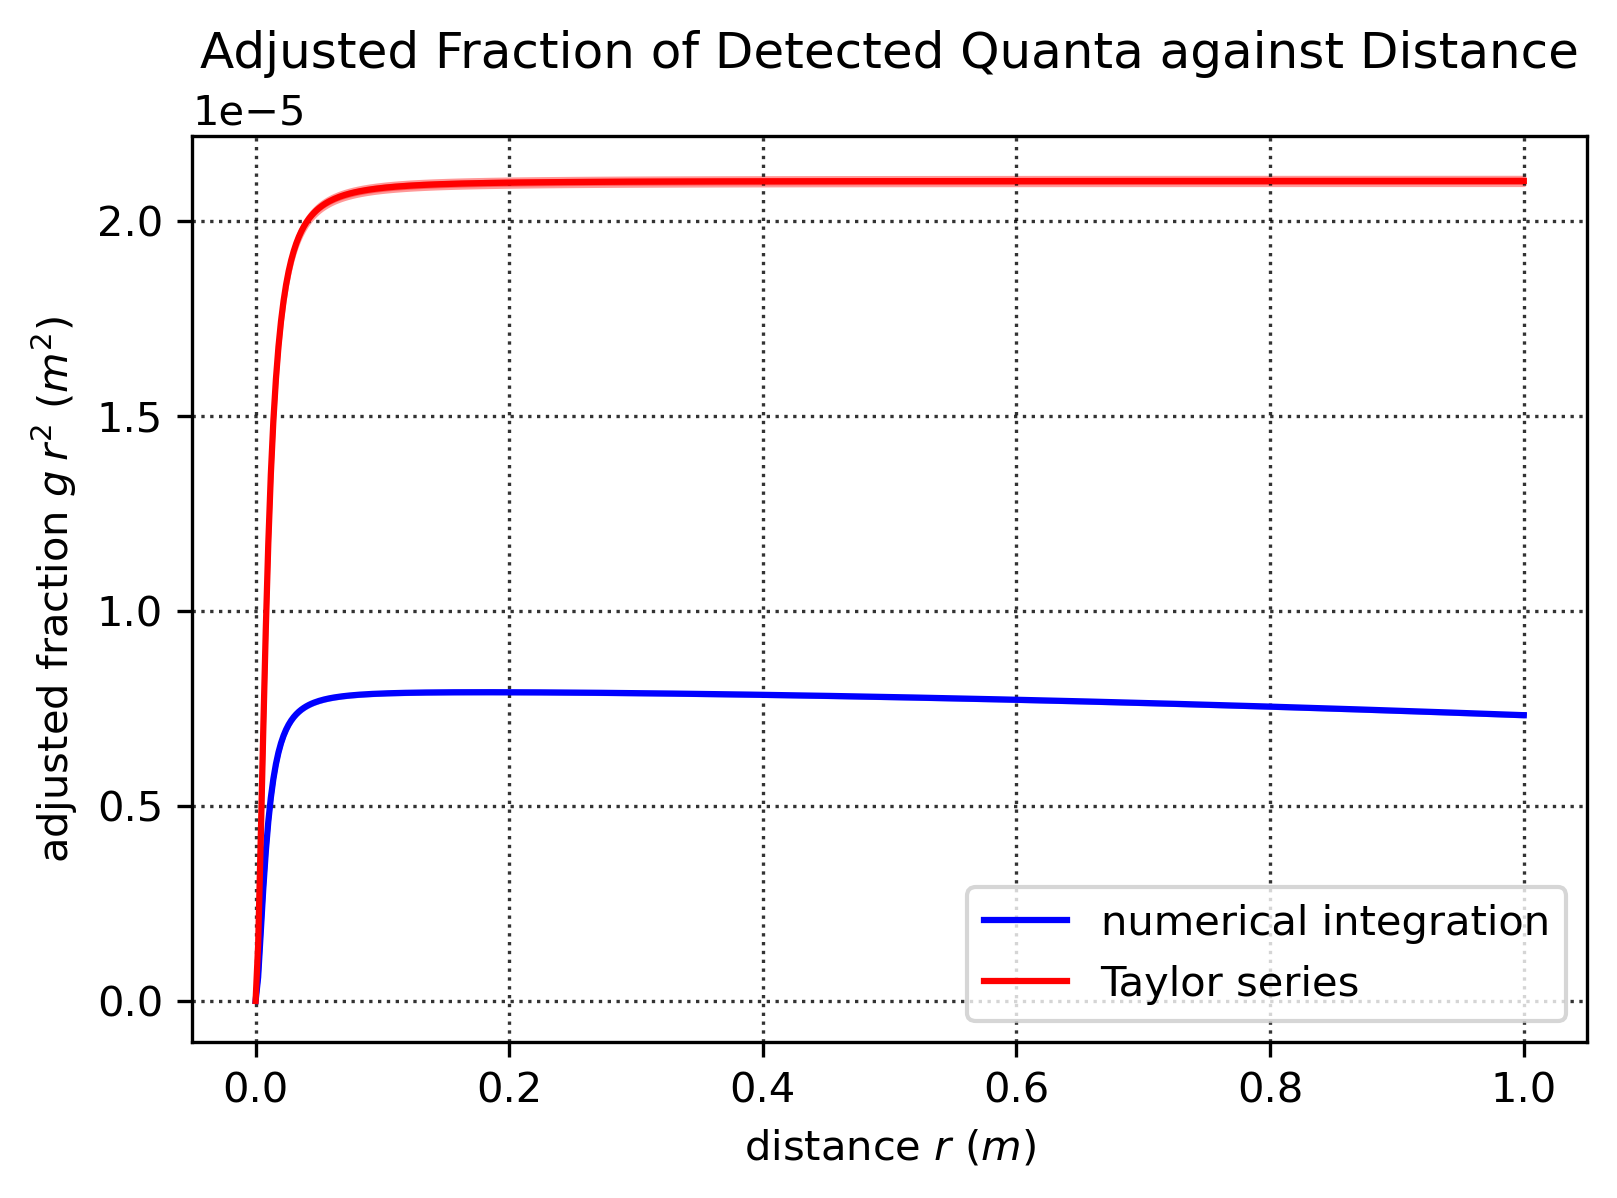 Adjusted Fraction of Detected Quanta against Distance
1e−5
2.0
1.5
1.0
0.5
0.0
adjusted fraction g r² (m²)
0.0 0.2 0.4 0.6 0.8 1.0
distance r (m)
numerical integration
Taylor series